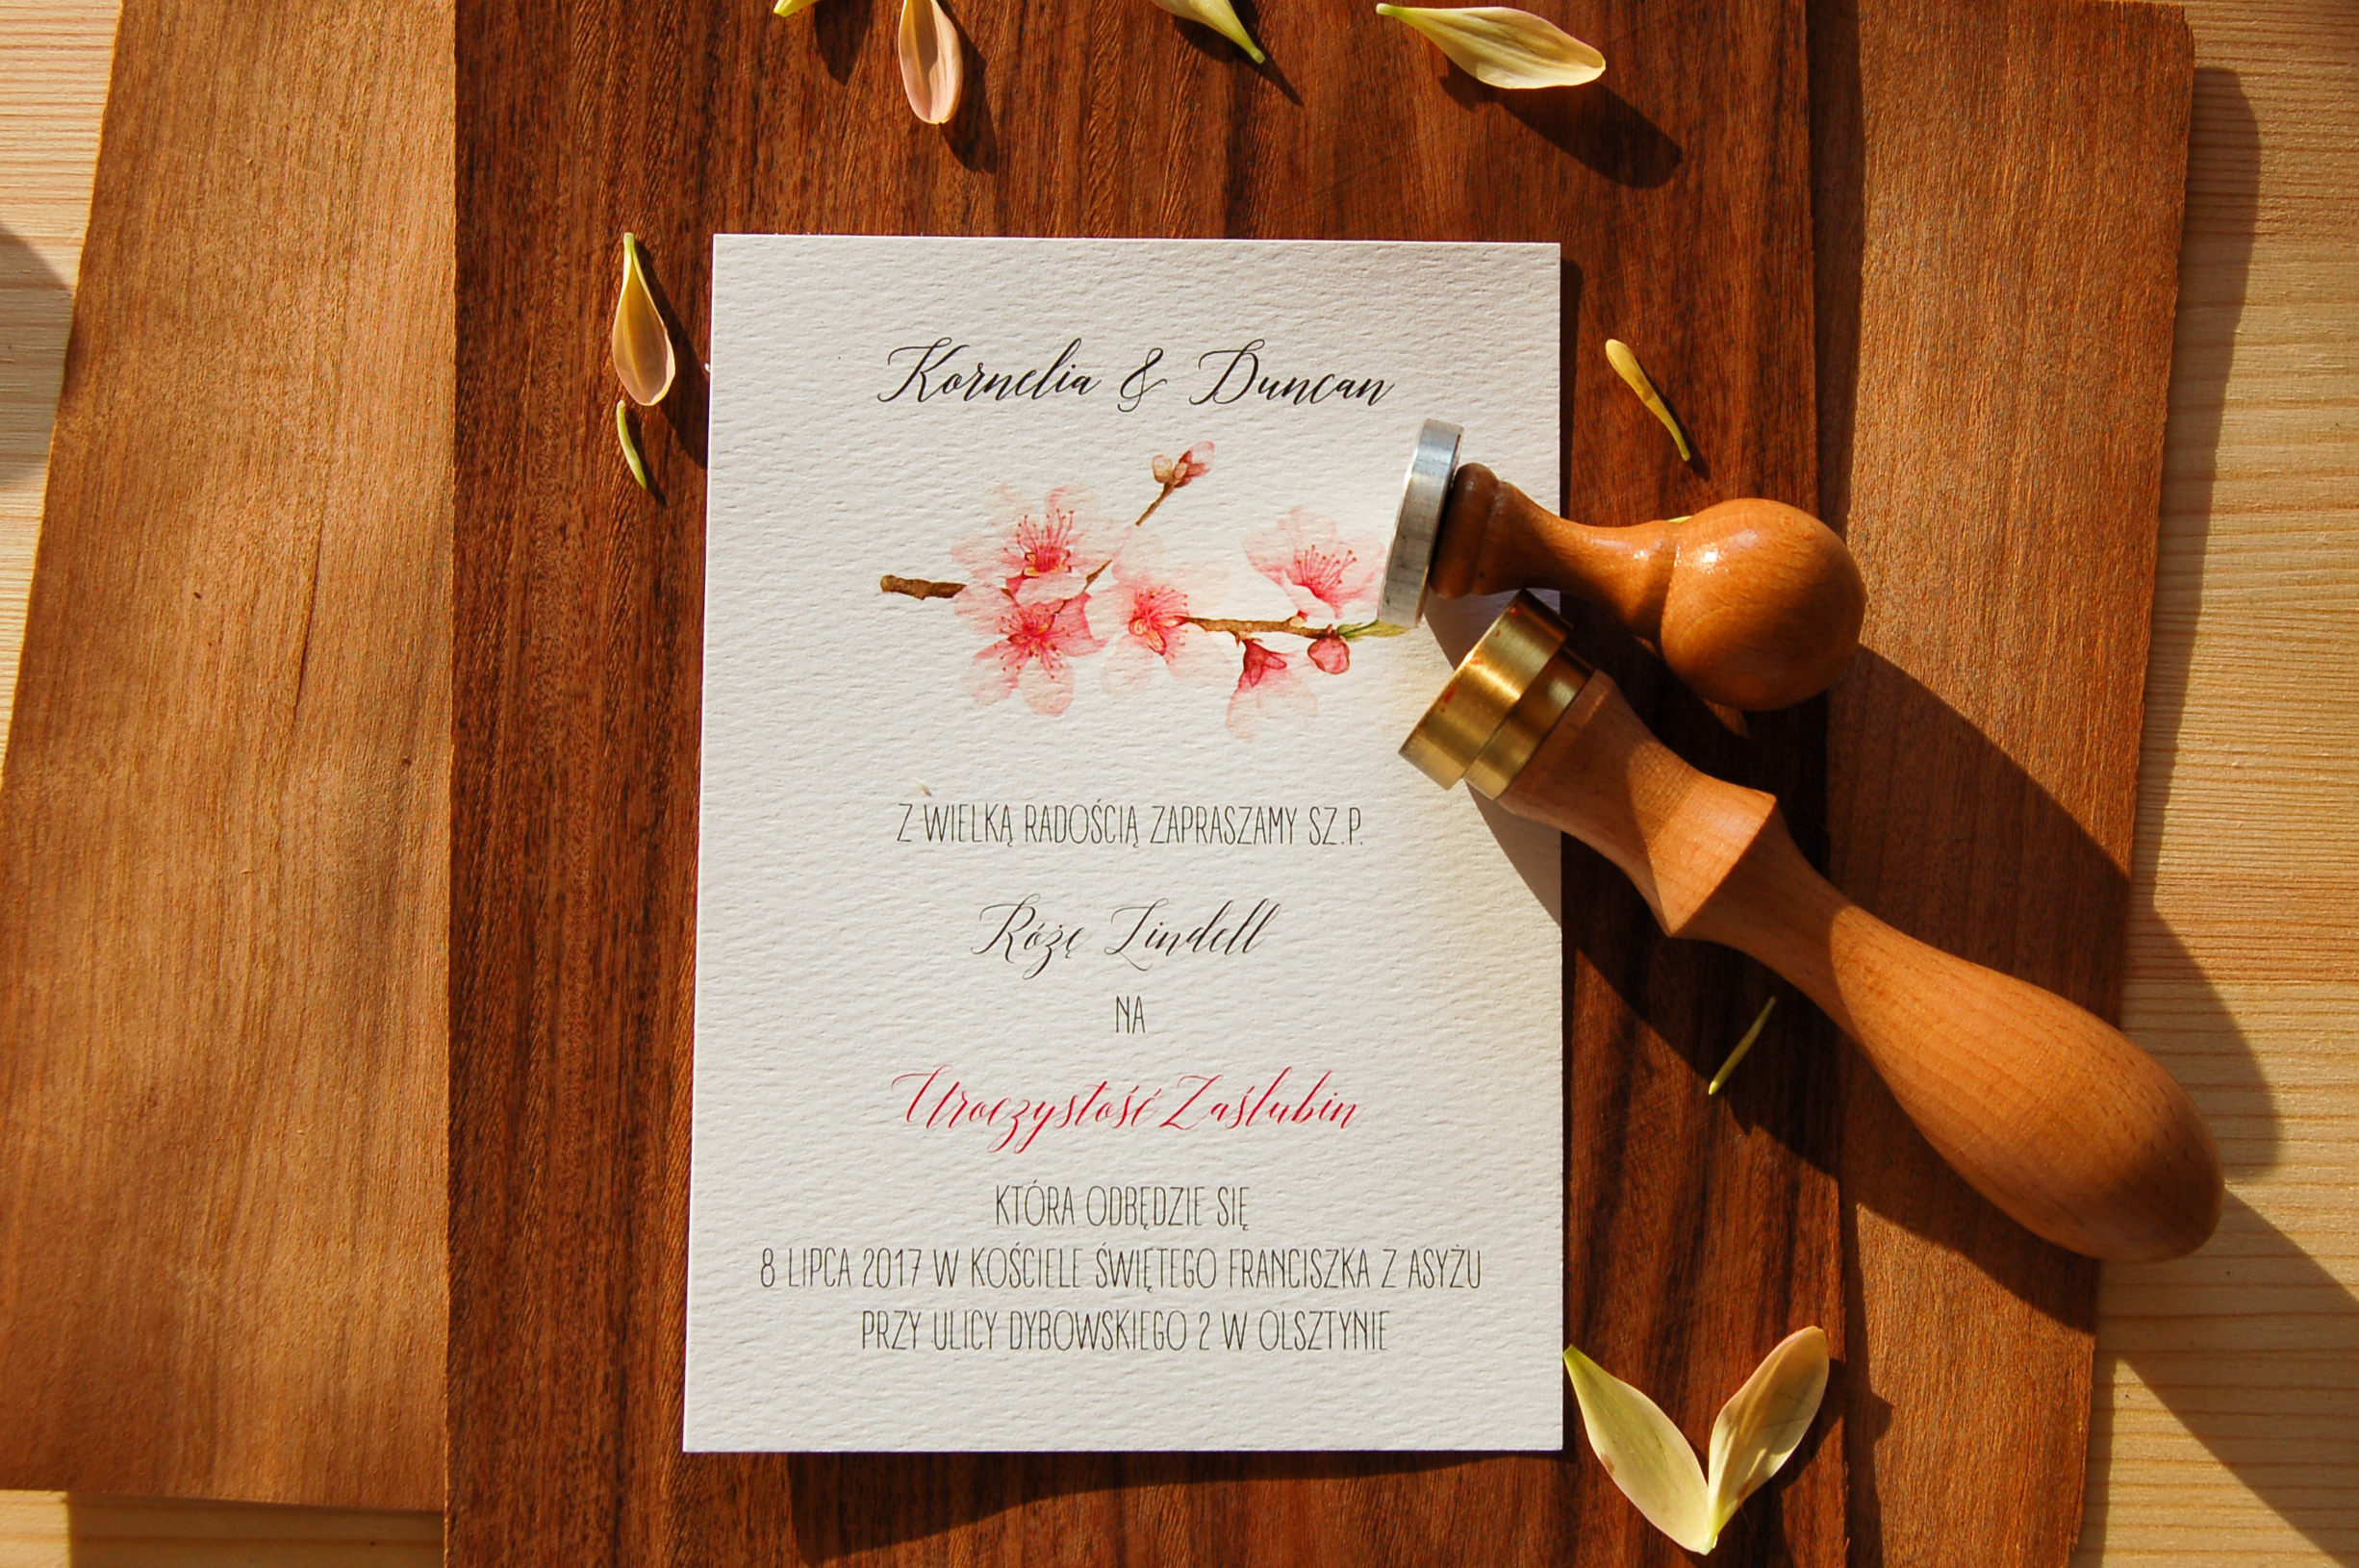 Kornelia & Duncan
Z WIELKĄ RADOŚCIĄ ZAPRASZAMY SZ.P.
Różę Lindell
NA
Uroczystość Zaślubin
KTÓRA ODBĘDZIE SIĘ
8 LIPCA 2017 W KOŚCIELE ŚWIĘTEGO FRANCISZKA Z ASYŻU
PRZY ULICY DYBOWSKIEGO 2 W OLSZTYNIE